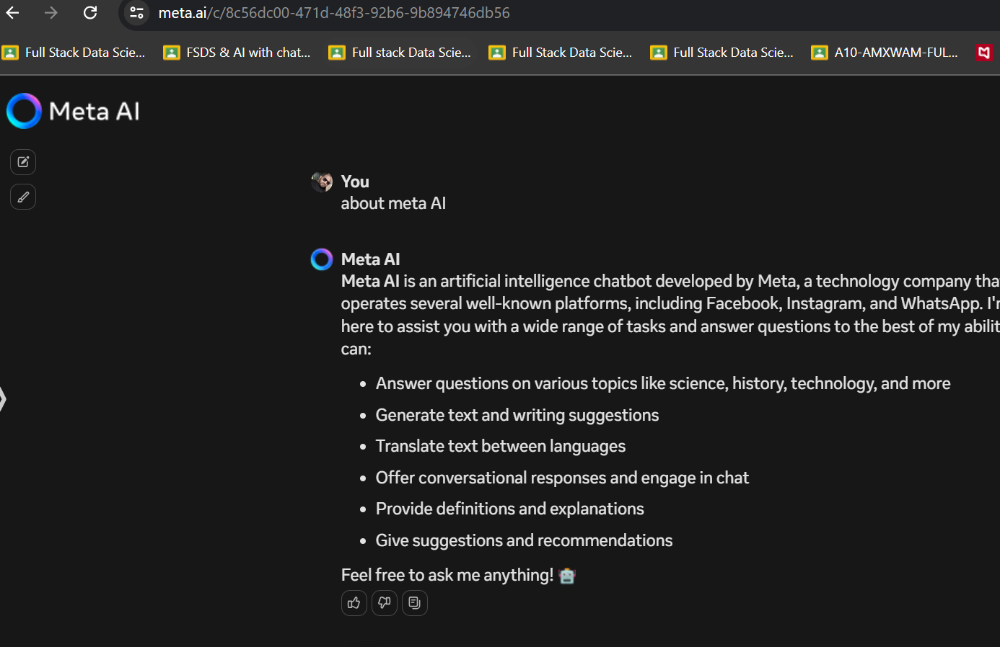 meta.ai/c/8c56dc00-471d-48f3-92b6-9b894746db56
Full Stack Data Scie... FSDS & AI with chat... Full stack Data Scie... Full Stack Data Scie... Full Stack Data Scie... A10-AMXWAM-FUL...
Meta AI
You
about meta AI
Meta AI
Meta AI is an artificial intelligence chatbot developed by Meta, a technology company
operates several well-known platforms, including Facebook, Instagram, and WhatsApp.
here to assist you with a wide range of tasks and answer questions to the best of my
can:
• Answer questions on various topics like science, history, technology, and more
• Generate text and writing suggestions
• Translate text between languages
• Offer conversational responses and engage in chat
• Provide definitions and explanations
• Give suggestions and recommendations
Feel free to ask me anything! 🤖